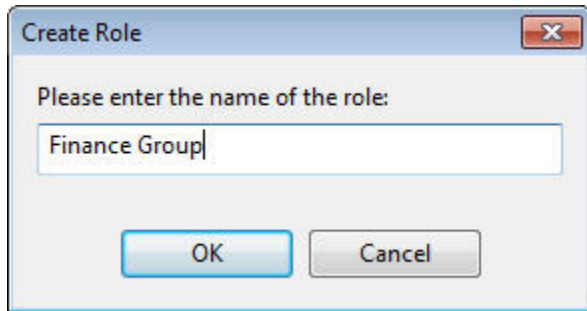 Create Role
Please enter the name of the role:
Finance Group
OK Cancel